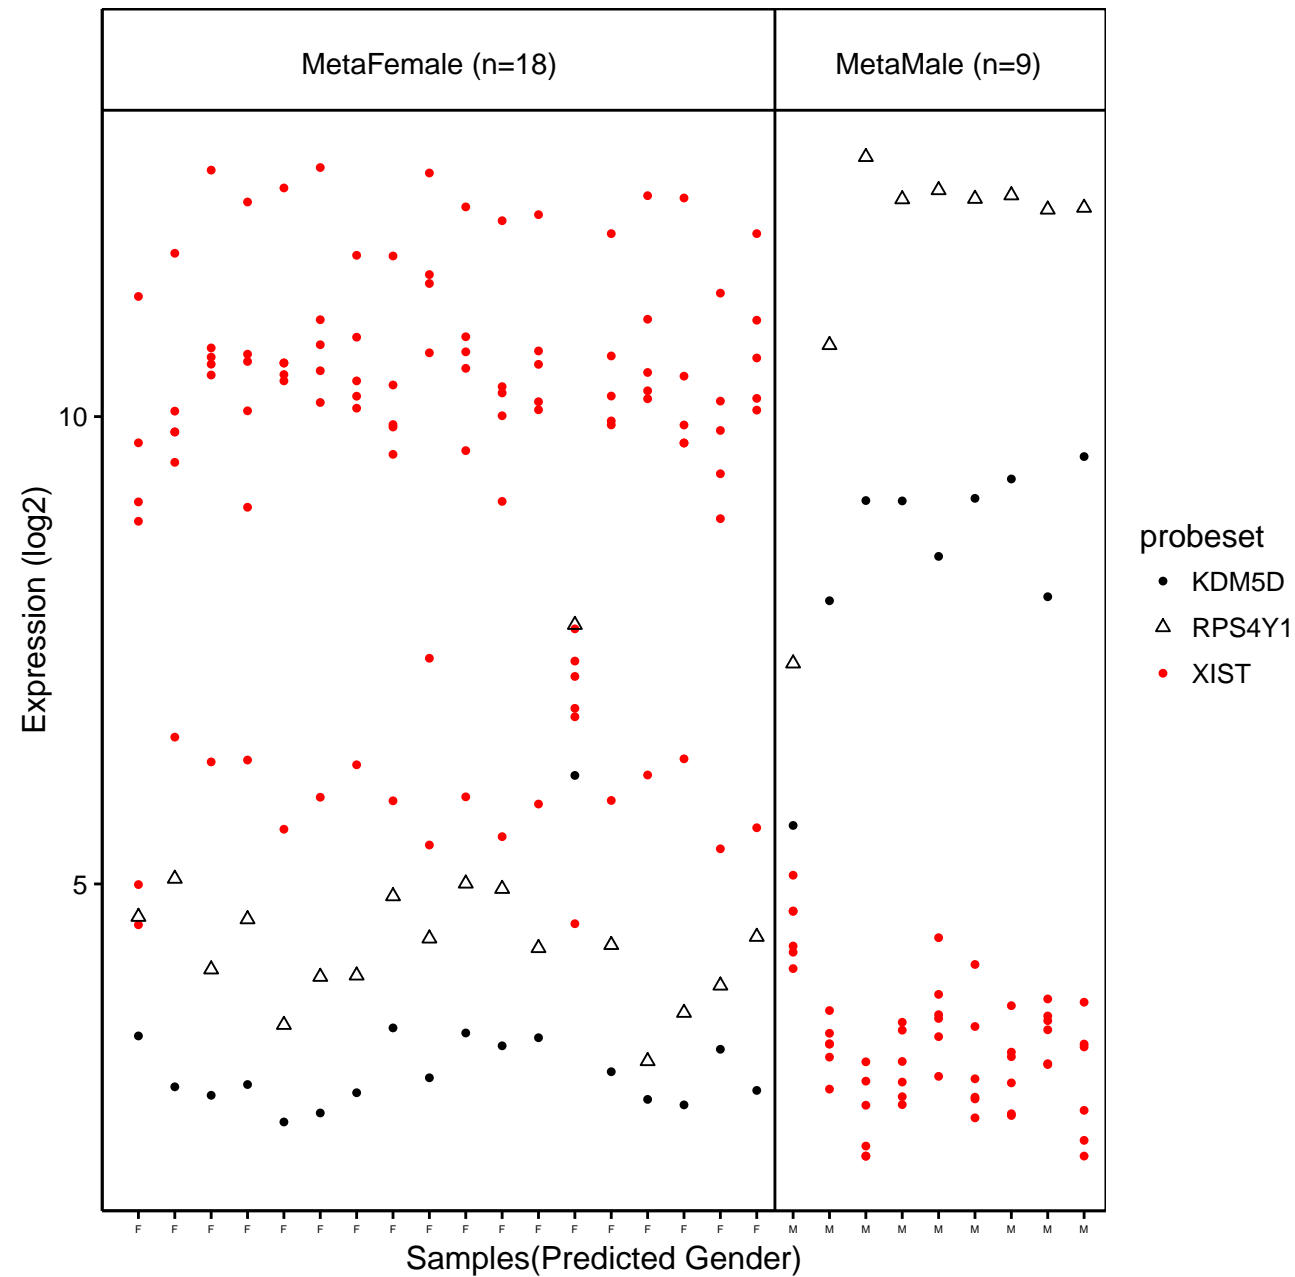 MetaFemale (n=18) MetaMale (n=9)
10
5
Expression (log2)
F F F F F F F F F F F F F F F F F F M M M M M M M M M
Samples(Predicted Gender)
probeset
KDM5D
RPS4Y1
XIST